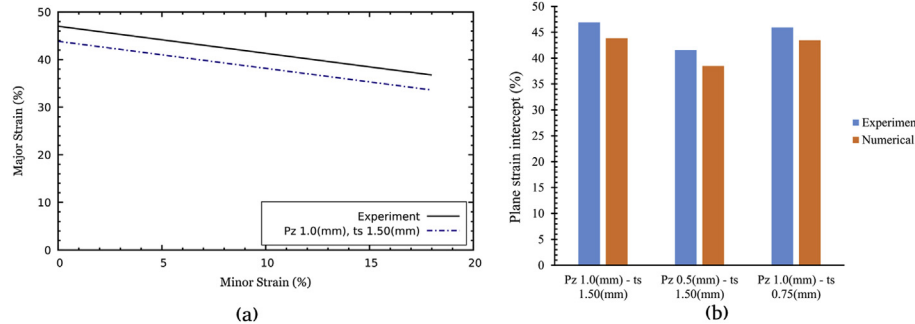 50
40
30
20
10
0
Major Strain (%)
Experiment
Pz 1.0(mm), ts 1.50(mm)
0 5 10 15 20
Minor Strain (%)
(a)
50
45
40
35
30
25
20
15
10
5
0
Plane strain intercept (%)
Experiment
Numerical
Pz 1.0(mm) - ts
1.50(mm)
Pz 0.5(mm) - ts
1.50(mm)
Pz 1.0(mm) - ts
0.75(mm)
(b)